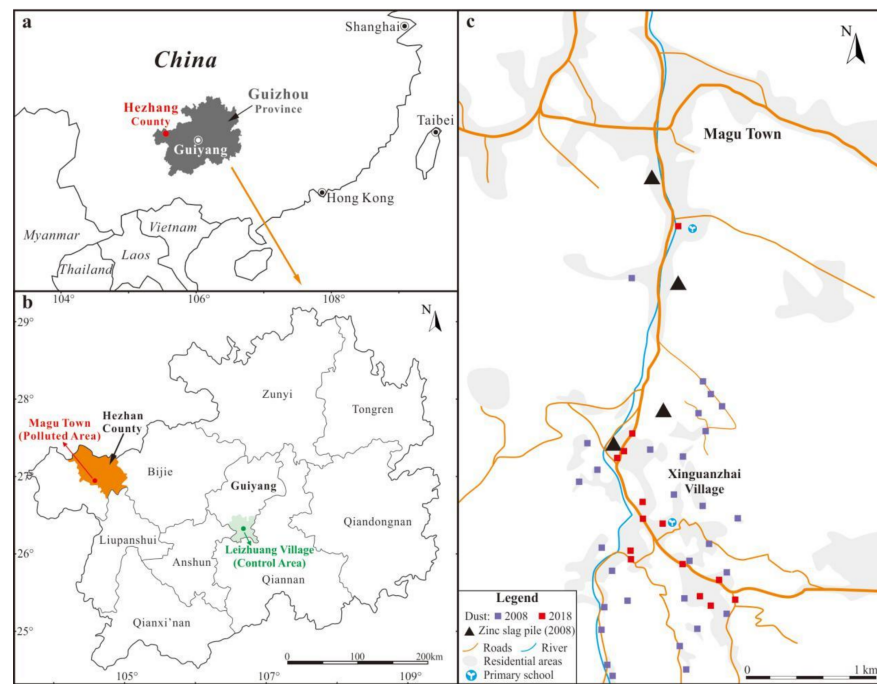 a
Shanghai
China
Guizhou
Province
Hezhang
County
Guiyang
Taibei
Hong Kong
Myanmar
Vietnam
Laos
Thailand
104°
106°
108°
b
N
29°
28°
27°
26°
25°
Zunyi
Tongren
Magu Town
(Polluted Area)
Hezhan
County
Bijie
Guiyang
Qiandongnan
Liupanshui
Anshun
Leizhuang Village
(Control Area)
Qiannan
Qianxi'nan
0
200km
105°
106°
107°
108°
109°
c
N
Magu Town
Xinguanzhai
Village
Legend
Dust: 2008 2018
Zinc slag pile (2008)
Roads River
Residential areas
Primary school
0 1 km